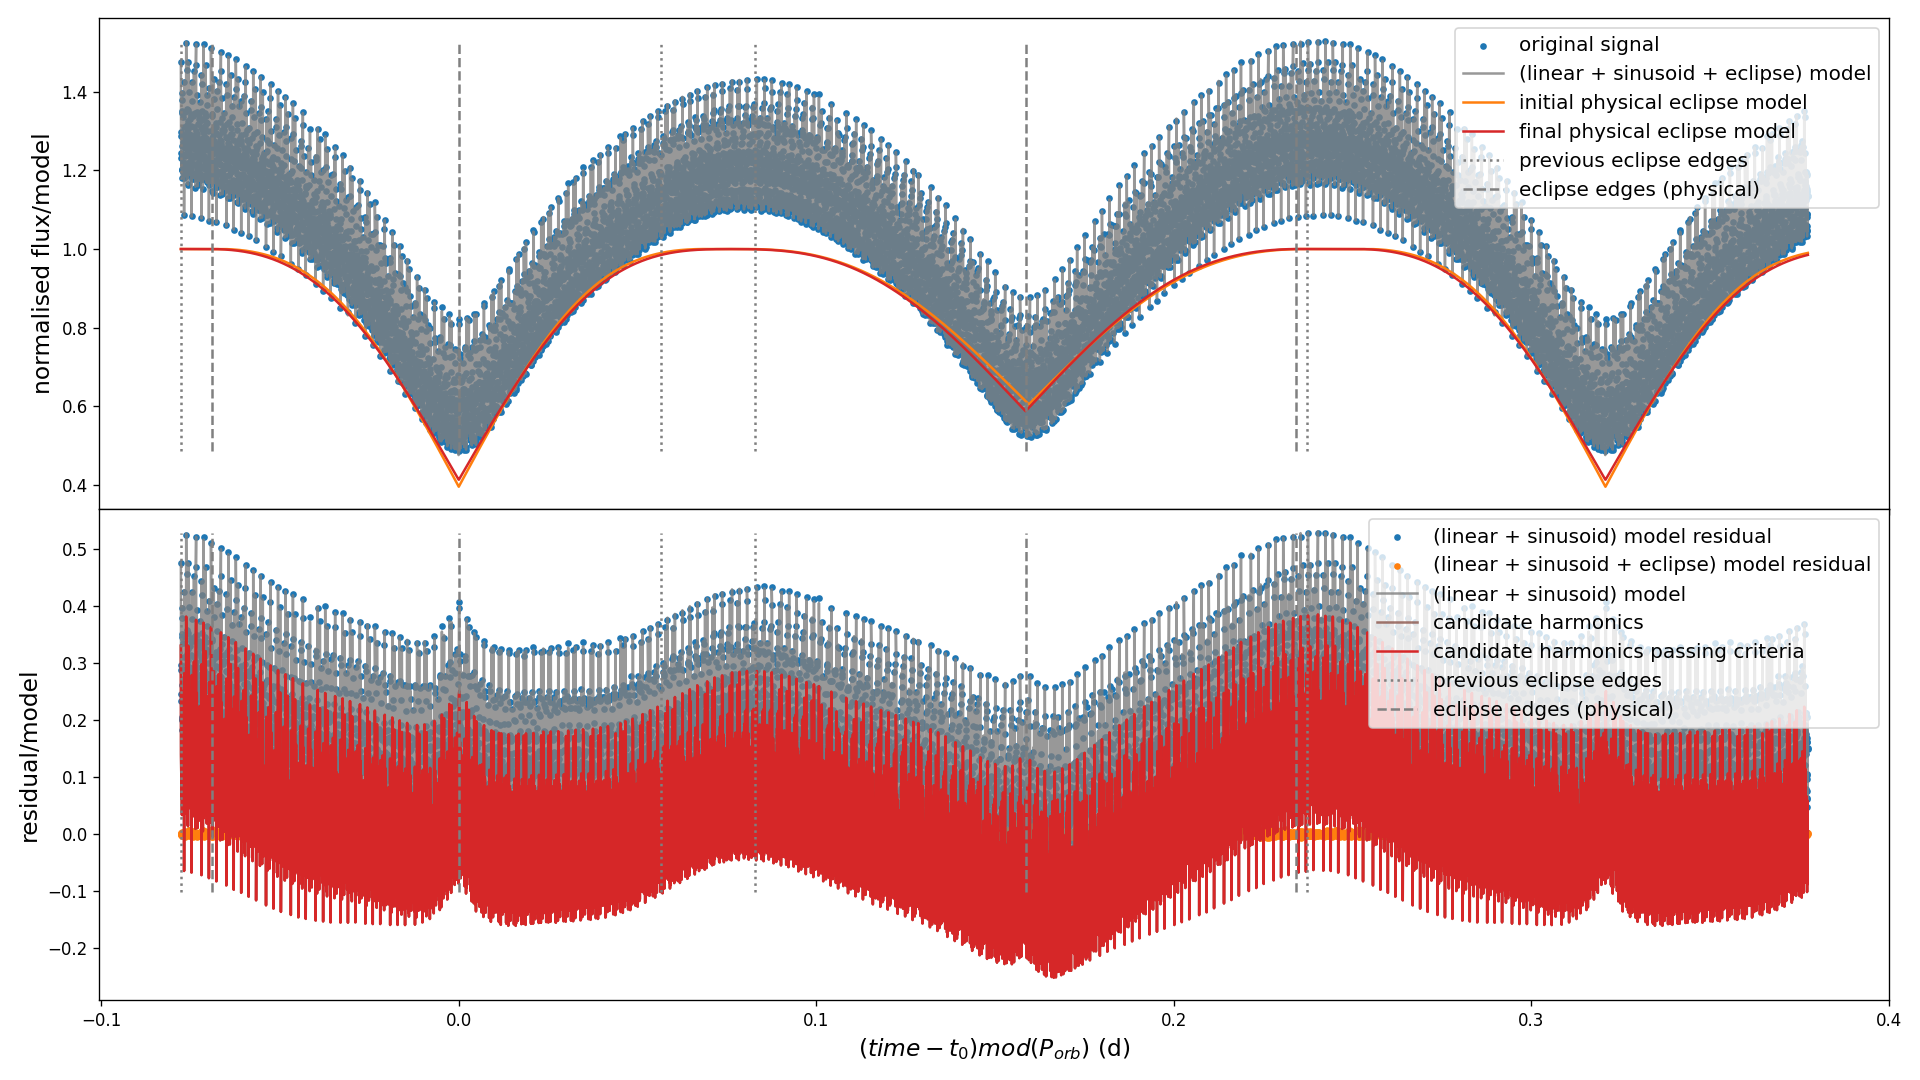 normalised flux/model
1.4
1.2
1.0
0.8
0.6
0.4
original signal
(linear + sinusoid + eclipse) model
initial physical eclipse model
final physical eclipse model
previous eclipse edges
eclipse edges (physical)
residual/model
0.5
0.4
0.3
0.2
0.1
0.0
−0.1
−0.2
(linear + sinusoid) model residual
(linear + sinusoid + eclipse) model residual
(linear + sinusoid) model
candidate harmonics
candidate harmonics passing criteria
previous eclipse edges
eclipse edges (physical)
−0.1 0.0 0.1 0.2 0.3 0.4
(time − t₀)mod(Pₒᵣb) (d)